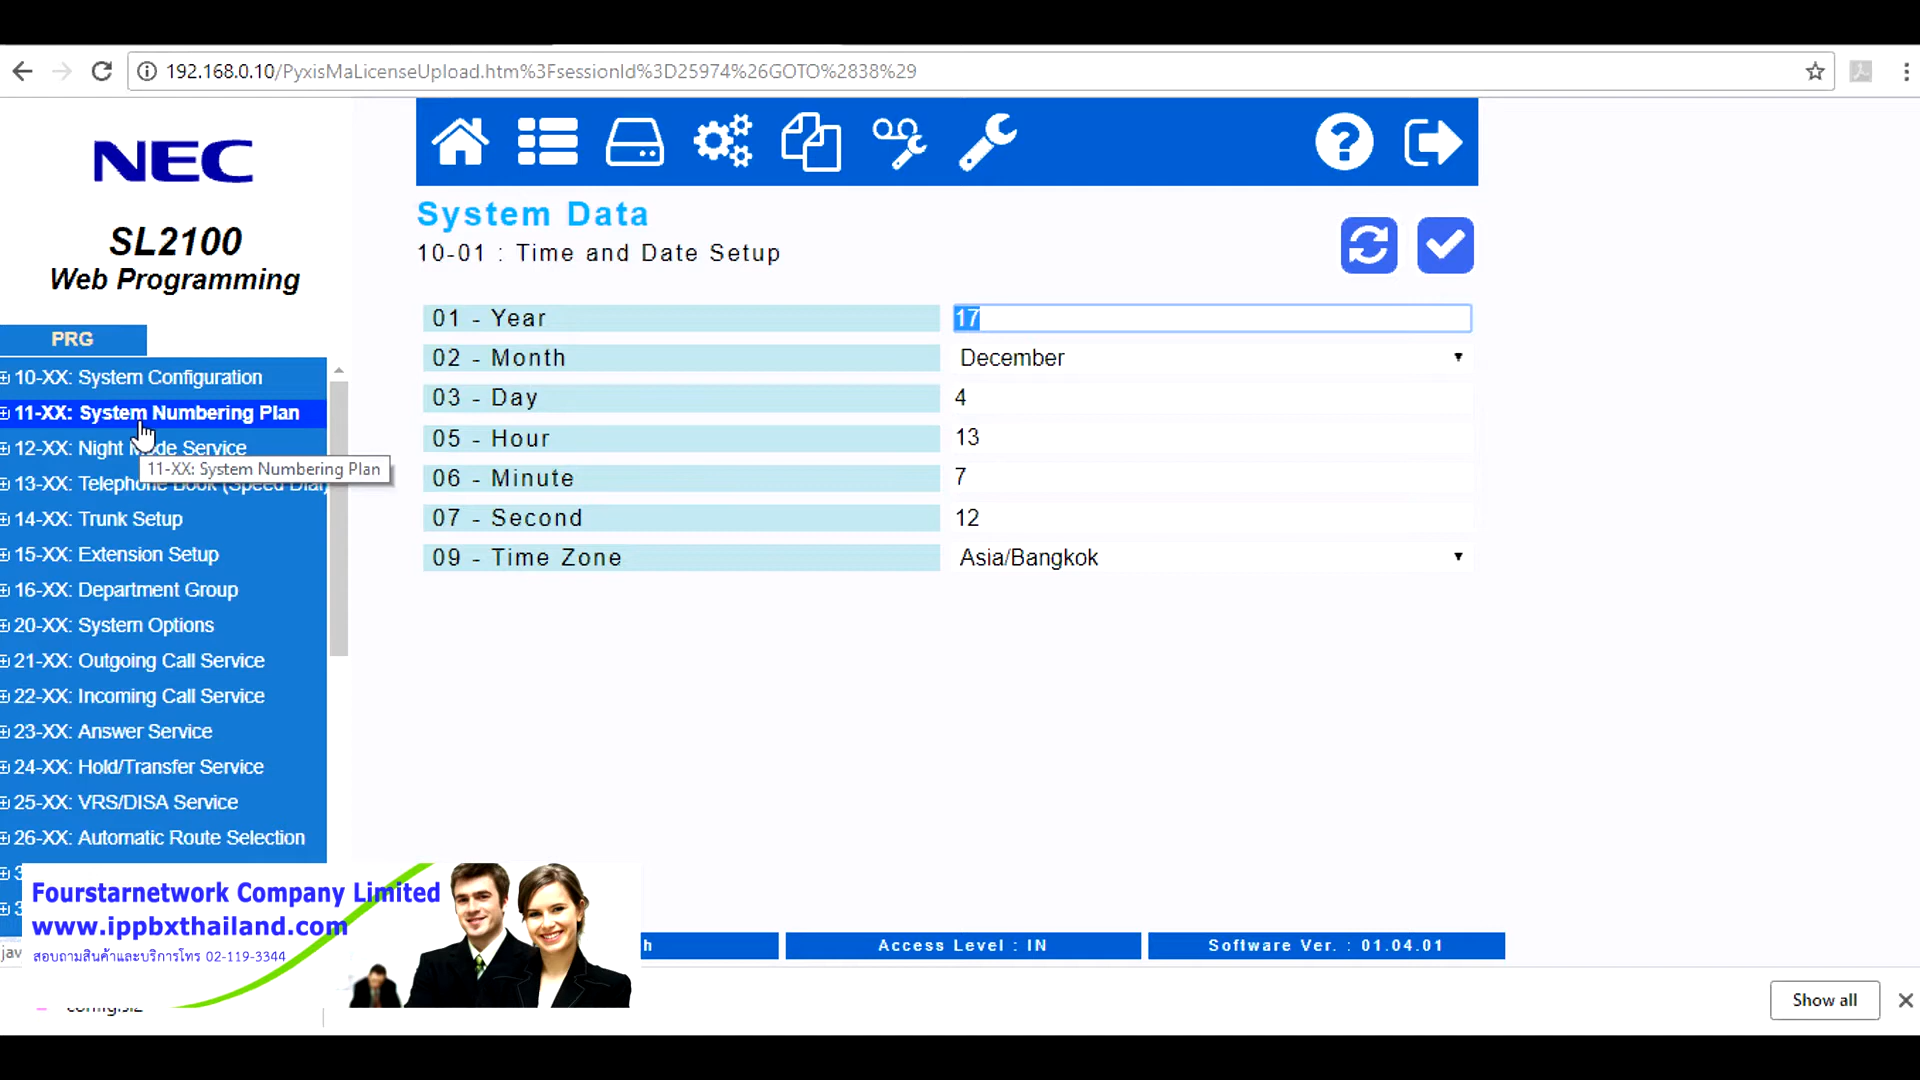 192.168.0.10/PyxisMaLicenseUpload.htm%3FsessionId%3D25974%26GOTO%2838%29
NEC
SL2100
Web Programming
PRG
10-XX: System Configuration
11-XX: System Numbering Plan
12-XX: Night Mode Service
11-XX: System Numbering Plan
13-XX: Telephone Book (Speed Dial)
14-XX: Trunk Setup
15-XX: Extension Setup
16-XX: Department Group
20-XX: System Options
21-XX: Outgoing Call Service
22-XX: Incoming Call Service
23-XX: Answer Service
24-XX: Hold/Transfer Service
25-XX: VRS/DISA Service
26-XX: Automatic Route Selection
3
3
System Data
10-01 : Time and Date Setup
01 - Year 17
02 - Month December
03 - Day 4
05 - Hour 13
06 - Minute 7
07 - Second 12
09 - Time Zone Asia/Bangkok
Fourstarnetwork Company Limited
www.ippbxthailand.com
สอบถามสินค้าและบริการโทร 02-119-3344
jav
h
Access Level : IN
Software Ver. : 01.04.01
Show all